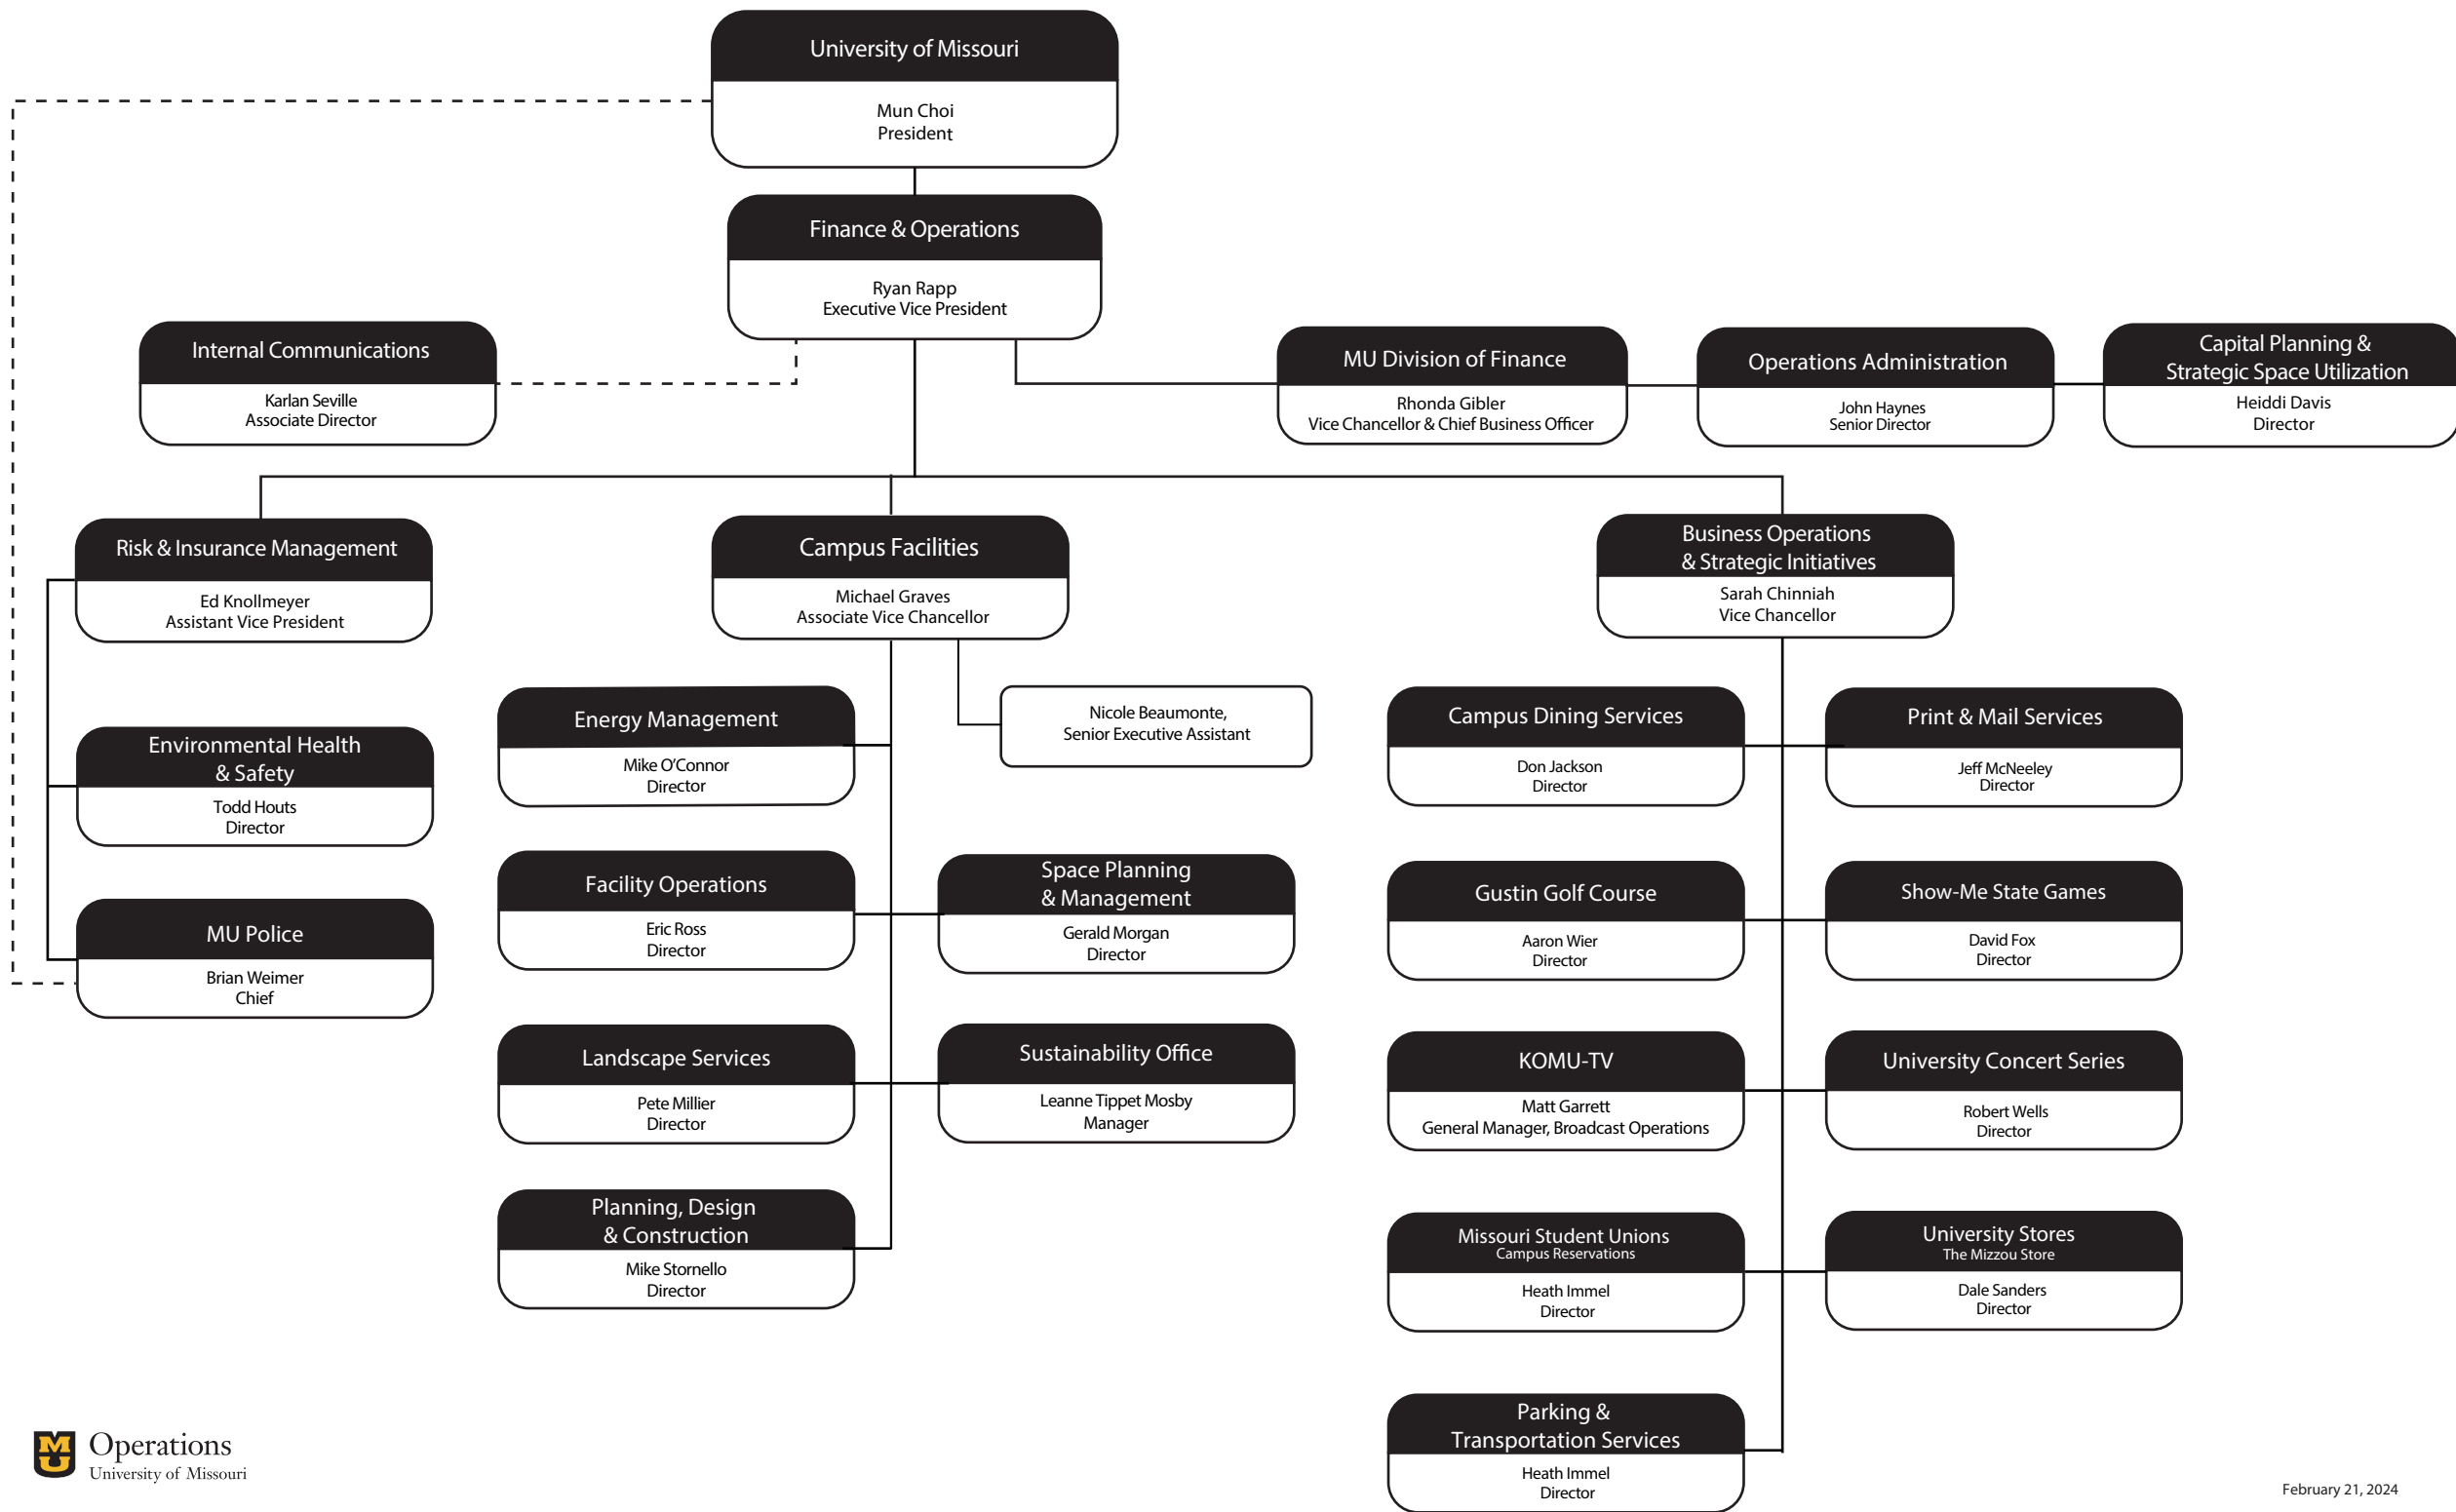 University of Missouri
Mun Choi
President
Finance & Operations
Ryan Rapp
Executive Vice President
Internal Communications
Karlan Seville
Associate Director
MU Division of Finance
Rhonda Gibler
Vice Chancellor & Chief Business Officer
Operations Administration
John Haynes
Senior Director
Capital Planning &
Strategic Space Utilization
Heiddi Davis
Director
Risk & Insurance Management
Ed Knollmeyer
Assistant Vice President
Environmental Health
& Safety
Todd Houts
Director
MU Police
Brian Weimer
Chief
Campus Facilities
Michael Graves
Associate Vice Chancellor
Nicole Beaumonte,
Senior Executive Assistant
Energy Management
Mike O’Connor
Director
Facility Operations
Eric Ross
Director
Space Planning
& Management
Gerald Morgan
Director
Landscape Services
Pete Millier
Director
Sustainability Office
Leanne Tippet Mosby
Manager
Planning, Design
& Construction
Mike Stornello
Director
Business Operations
& Strategic Initiatives
Sarah Chinniah
Vice Chancellor
Campus Dining Services
Don Jackson
Director
Print & Mail Services
Jeff McNeeley
Director
Gustin Golf Course
Aaron Wier
Director
Show-Me State Games
David Fox
Director
KOMU-TV
Matt Garrett
General Manager, Broadcast Operations
University Concert Series
Robert Wells
Director
Missouri Student Unions
Campus Reservations
Heath Immel
Director
University Stores
The Mizzou Store
Dale Sanders
Director
Parking &
Transportation Services
Heath Immel
Director
MU
Operations
University of Missouri
February 21, 2024